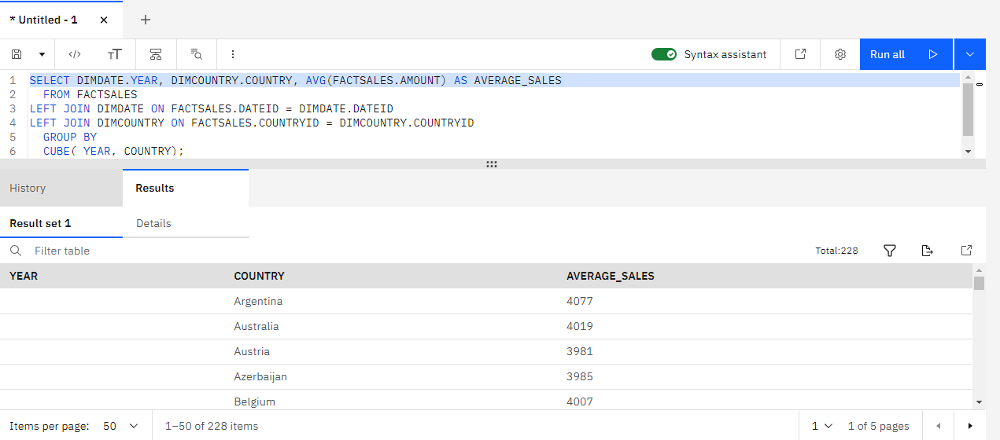 * Untitled - 1
Syntax assistant
Run all
1 SELECT DIMDATE.YEAR, DIMCOUNTRY.COUNTRY, AVG(FACTSALES.AMOUNT) AS AVERAGE_SALES
2 FROM FACTSALES
3 LEFT JOIN DIMDATE ON FACTSALES.DATEID = DIMDATE.DATEID
4 LEFT JOIN DIMCOUNTRY ON FACTSALES.COUNTRYID = DIMCOUNTRY.COUNTRYID
5 GROUP BY
6 CUBE( YEAR, COUNTRY);
History Results
Result set 1 Details
Filter table Total:228
YEAR COUNTRY AVERAGE_SALES
Argentina 4077
Australia 4019
Austria 3981
Azerbaijan 3985
Belgium 4007
Items per page: 50 1–50 of 228 items 1 1 of 5 pages